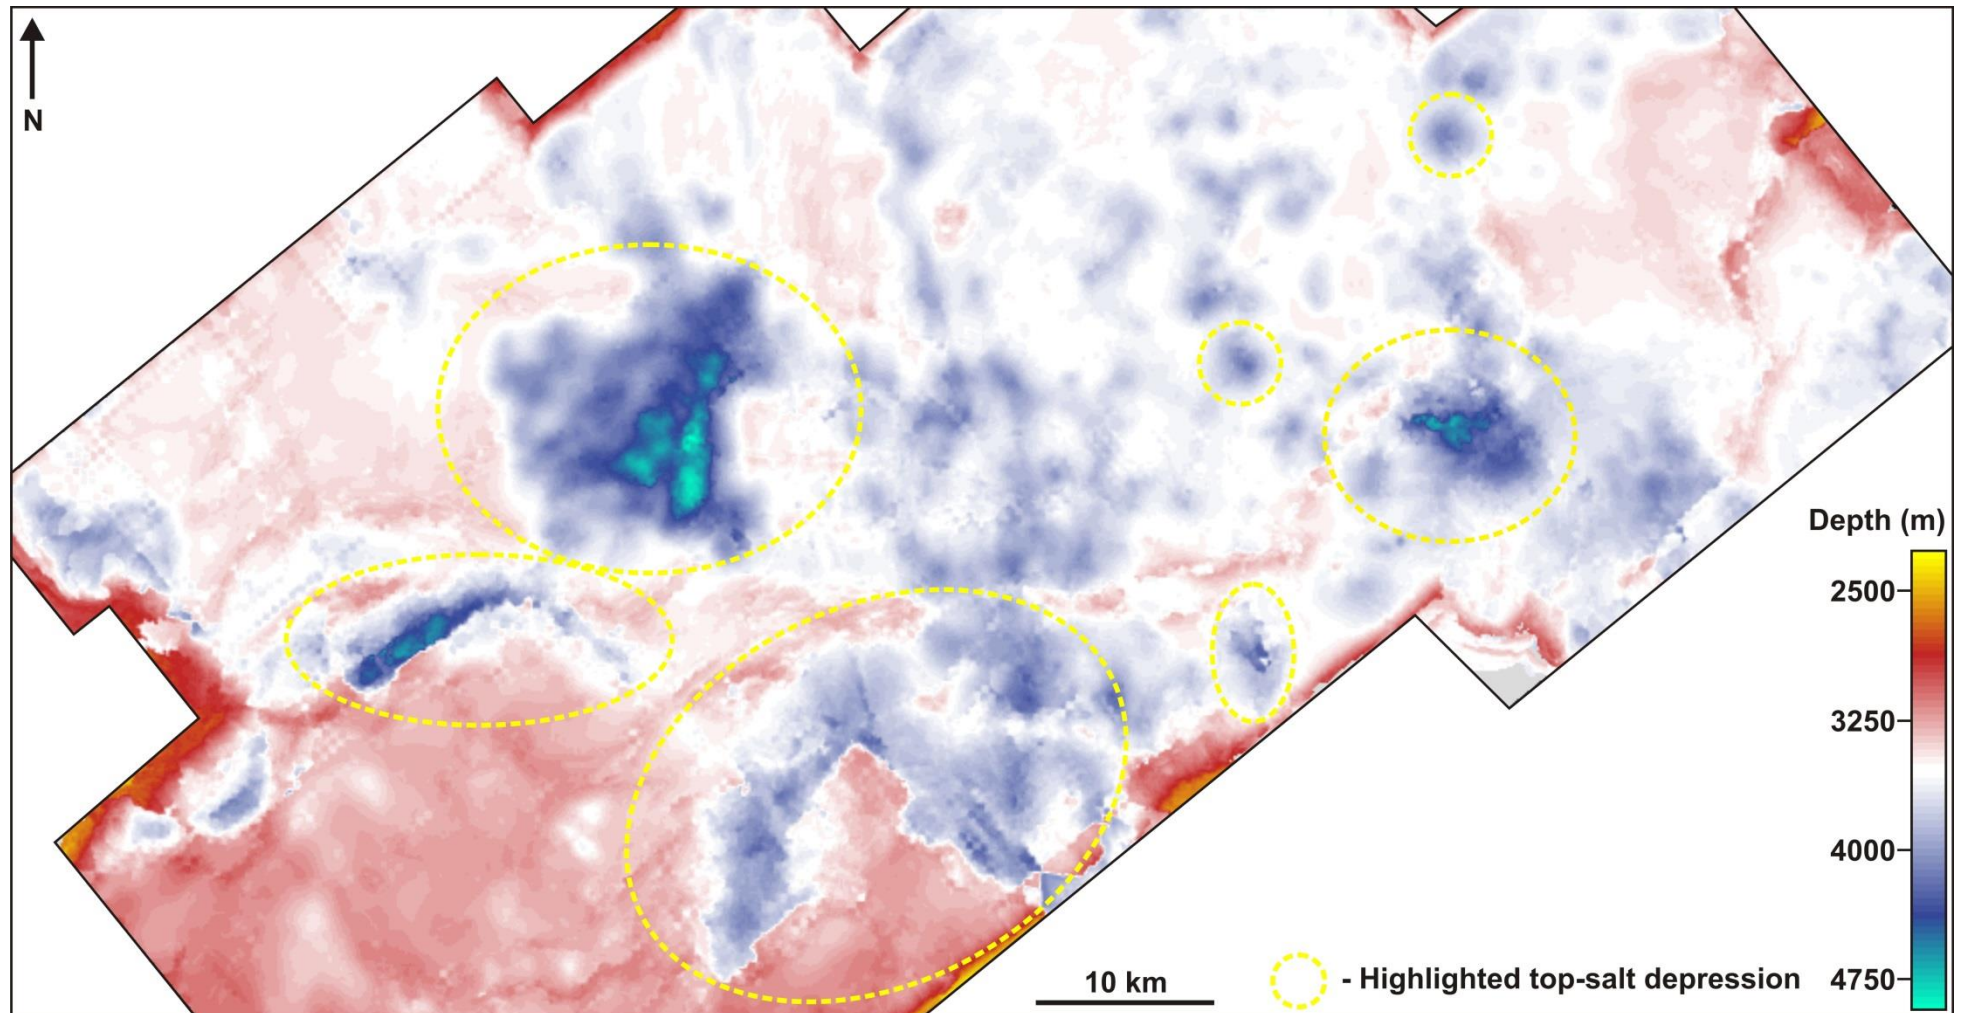 N
Depth (m)
2500
3250
4000
4750
10 km
- Highlighted top-salt depression